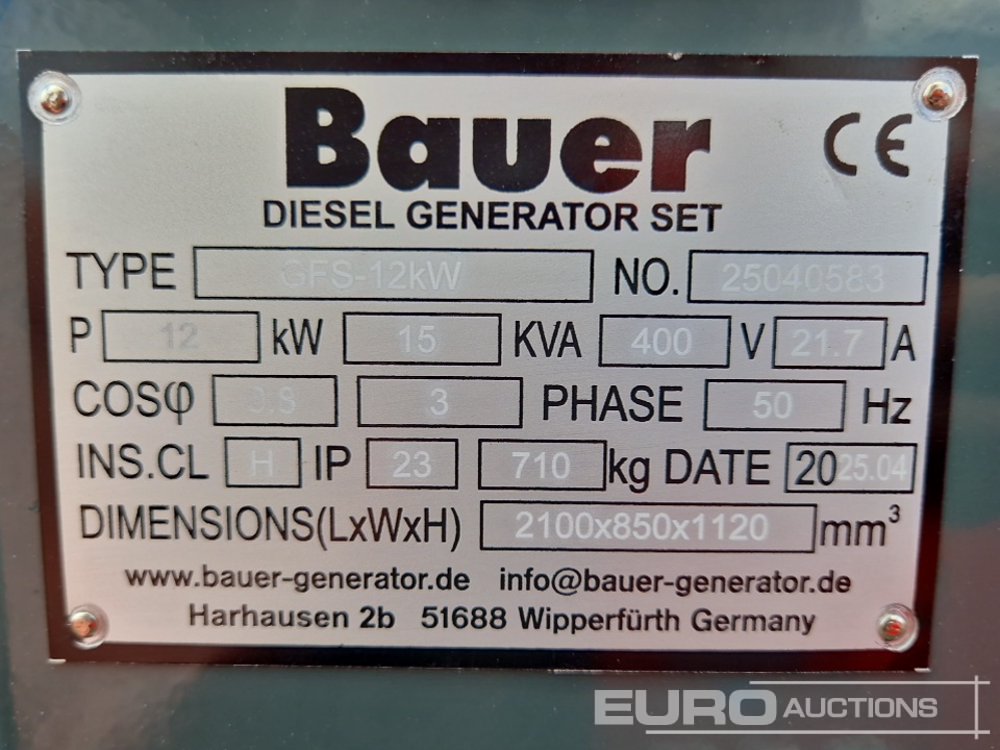 Bauer CE
DIESEL GENERATOR SET
TYPE GFS-12kW NO. 25040583
P 12 kW 15 KVA 400 V 21.7 A
COSφ 0.8 3 PHASE 50 Hz
INS.CL H IP 23 710 kg DATE 2025.04
DIMENSIONS(LxWxH) 2100x850x1120 mm³
www.bauer-generator.de info@bauer-generator.de
Harhausen 2b 51688 Wipperfürth Germany
EURO AUCTIONS